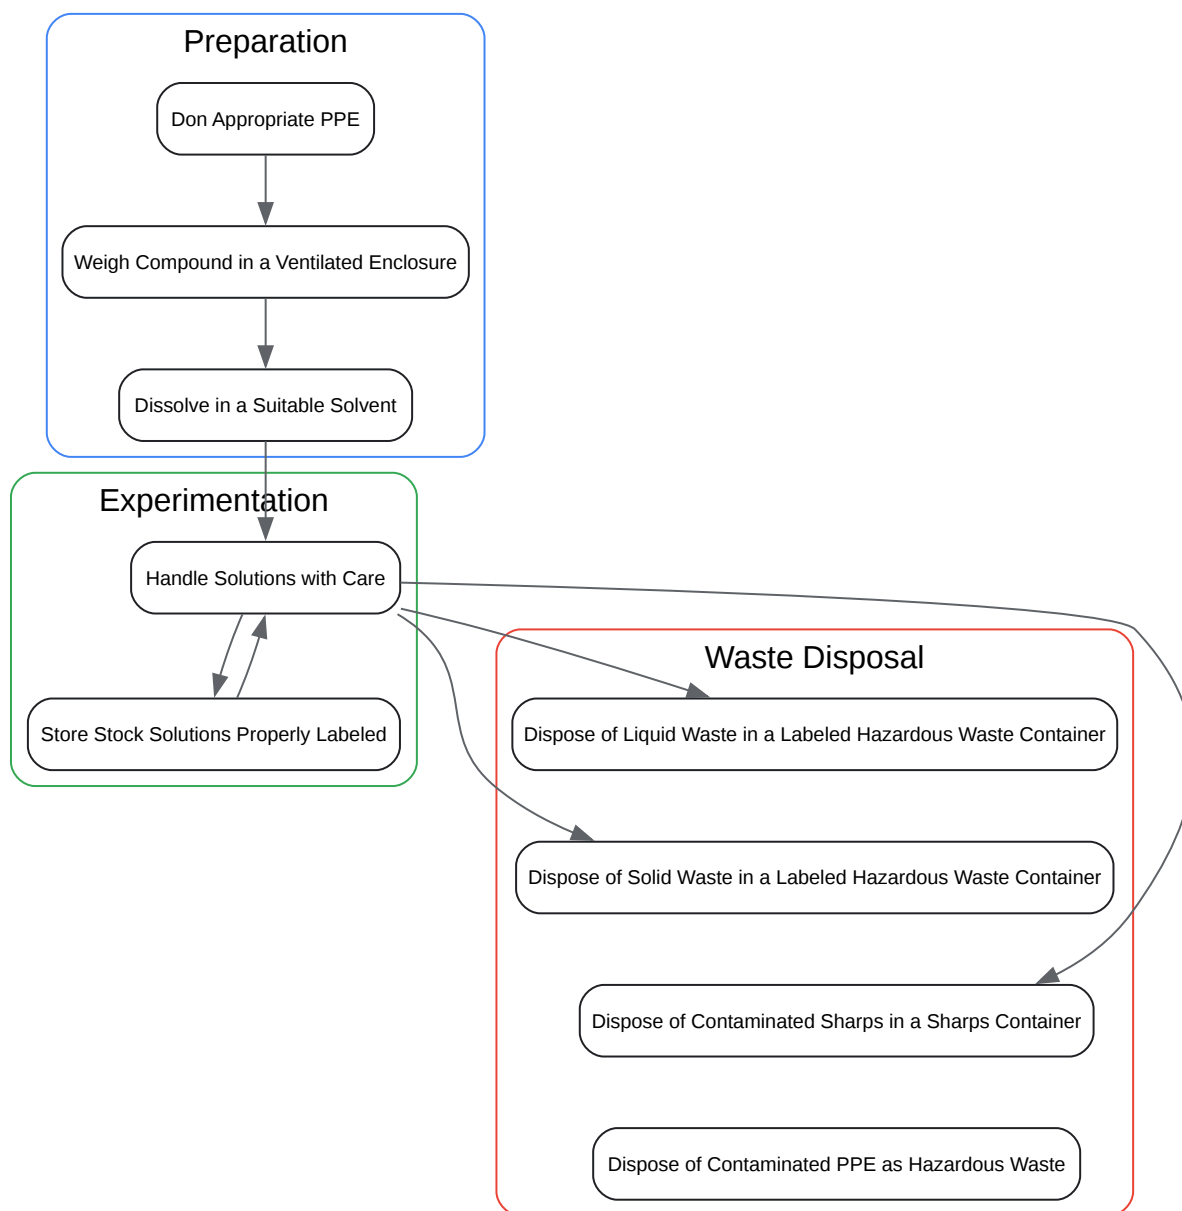 Preparation
Don Appropriate PPE
Weigh Compound in a Ventilated Enclosure
Dissolve in a Suitable Solvent
Experimentation
Handle Solutions with Care
Store Stock Solutions Properly Labeled
Waste Disposal
Dispose of Liquid Waste in a Labeled Hazardous Waste Container
Dispose of Solid Waste in a Labeled Hazardous Waste Container
Dispose of Contaminated Sharps in a Sharps Container
Dispose of Contaminated PPE as Hazardous Waste